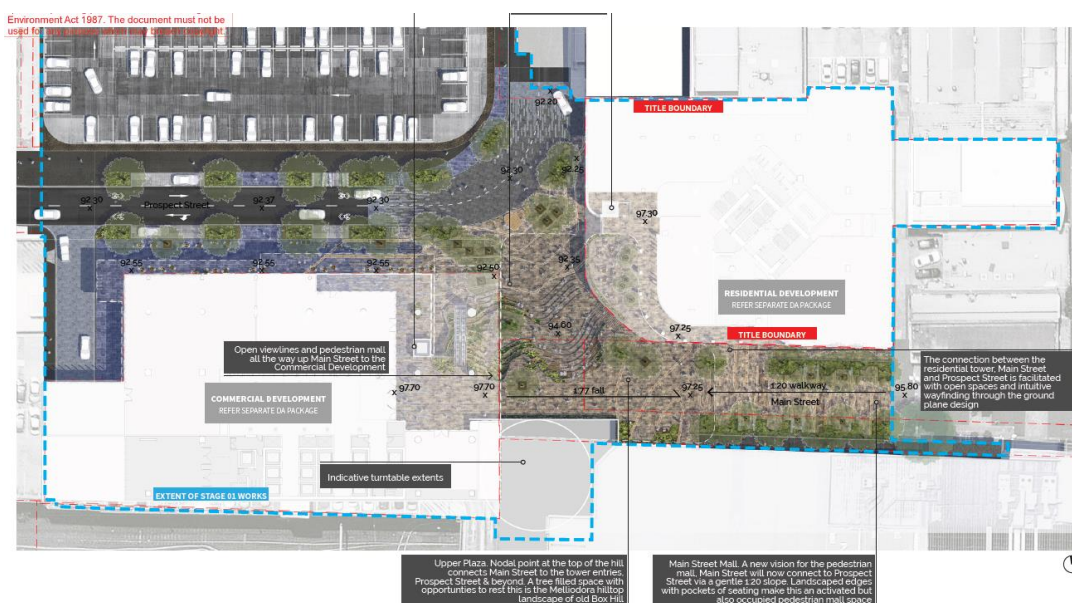 Environment Act 1987. The document must not be
used for any purpose which may breach copyright.
TITLE BOUNDARY
92.20
92.30
92.25
92.30
Prospect Street
92.37
92.30
97.30
92.55
92.55
92.55
92.50
92.35
RESIDENTIAL DEVELOPMENT
REFER SEPARATE DA PACKAGE
94.60
97.25
TITLE BOUNDARY
Open viewlines and pedestrian mall
all the way up Main Street to the
Commercial Development
The connection between the
residential tower, Main Street
and Prospect Street is facilitated
with open spaces and intuitive
wayfinding through the ground
plane design
97.70
97.70
1:77 fall
97.25
1:20 walkway
95.80
COMMERCIAL DEVELOPMENT
REFER SEPARATE DA PACKAGE
Main Street
Indicative turntable extents
EXTENT OF STAGE 01 WORKS
Upper Plaza. Nodal point at the top of the hill
connects Main Street to the tower entries,
Prospect Street & beyond. A tree filled space with
opportunities to rest this is the Melliodora hilltop
landscape of old Box Hill
Main Street Mall. A new vision for the pedestrian
mall, Main Street will now connect to Prospect
Street via a gentle 1:20 slope. Landscaped edges
with pockets of seating make this an activated but
also occupied pedestrian mall space